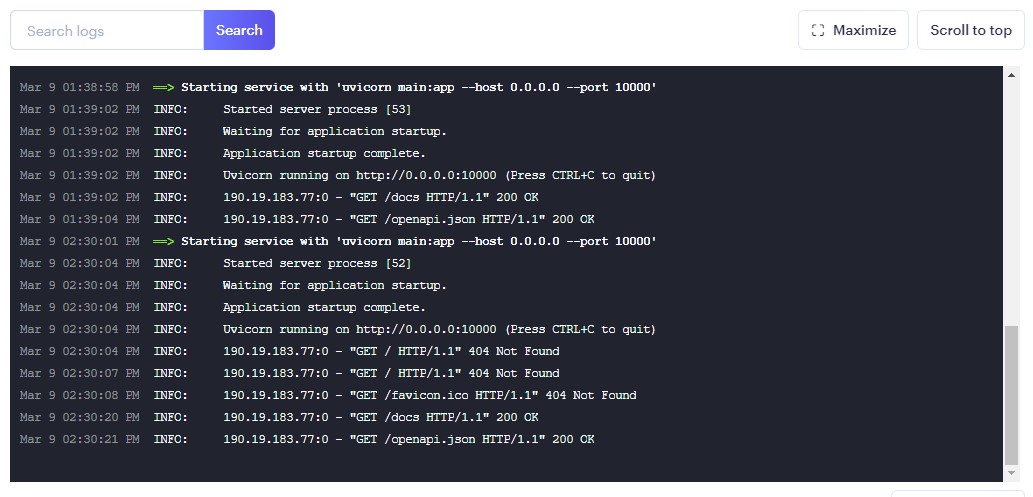 Search logs Search Maximize Scroll to top
Mar 9 01:38:58 PM ==> Starting service with 'uvicorn main:app --host 0.0.0.0 --port 10000'
Mar 9 01:39:02 PM INFO: Started server process [53]
Mar 9 01:39:02 PM INFO: Waiting for application startup.
Mar 9 01:39:02 PM INFO: Application startup complete.
Mar 9 01:39:02 PM INFO: Uvicorn running on http://0.0.0.0:10000 (Press CTRL+C to quit)
Mar 9 01:39:02 PM INFO: 190.19.183.77:0 - "GET /docs HTTP/1.1" 200 OK
Mar 9 01:39:04 PM INFO: 190.19.183.77:0 - "GET /openapi.json HTTP/1.1" 200 OK
Mar 9 02:30:01 PM ==> Starting service with 'uvicorn main:app --host 0.0.0.0 --port 10000'
Mar 9 02:30:04 PM INFO: Started server process [52]
Mar 9 02:30:04 PM INFO: Waiting for application startup.
Mar 9 02:30:04 PM INFO: Application startup complete.
Mar 9 02:30:04 PM INFO: Uvicorn running on http://0.0.0.0:10000 (Press CTRL+C to quit)
Mar 9 02:30:04 PM INFO: 190.19.183.77:0 - "GET / HTTP/1.1" 404 Not Found
Mar 9 02:30:07 PM INFO: 190.19.183.77:0 - "GET / HTTP/1.1" 404 Not Found
Mar 9 02:30:08 PM INFO: 190.19.183.77:0 - "GET /favicon.ico HTTP/1.1" 404 Not Found
Mar 9 02:30:20 PM INFO: 190.19.183.77:0 - "GET /docs HTTP/1.1" 200 OK
Mar 9 02:30:21 PM INFO: 190.19.183.77:0 - "GET /openapi.json HTTP/1.1" 200 OK